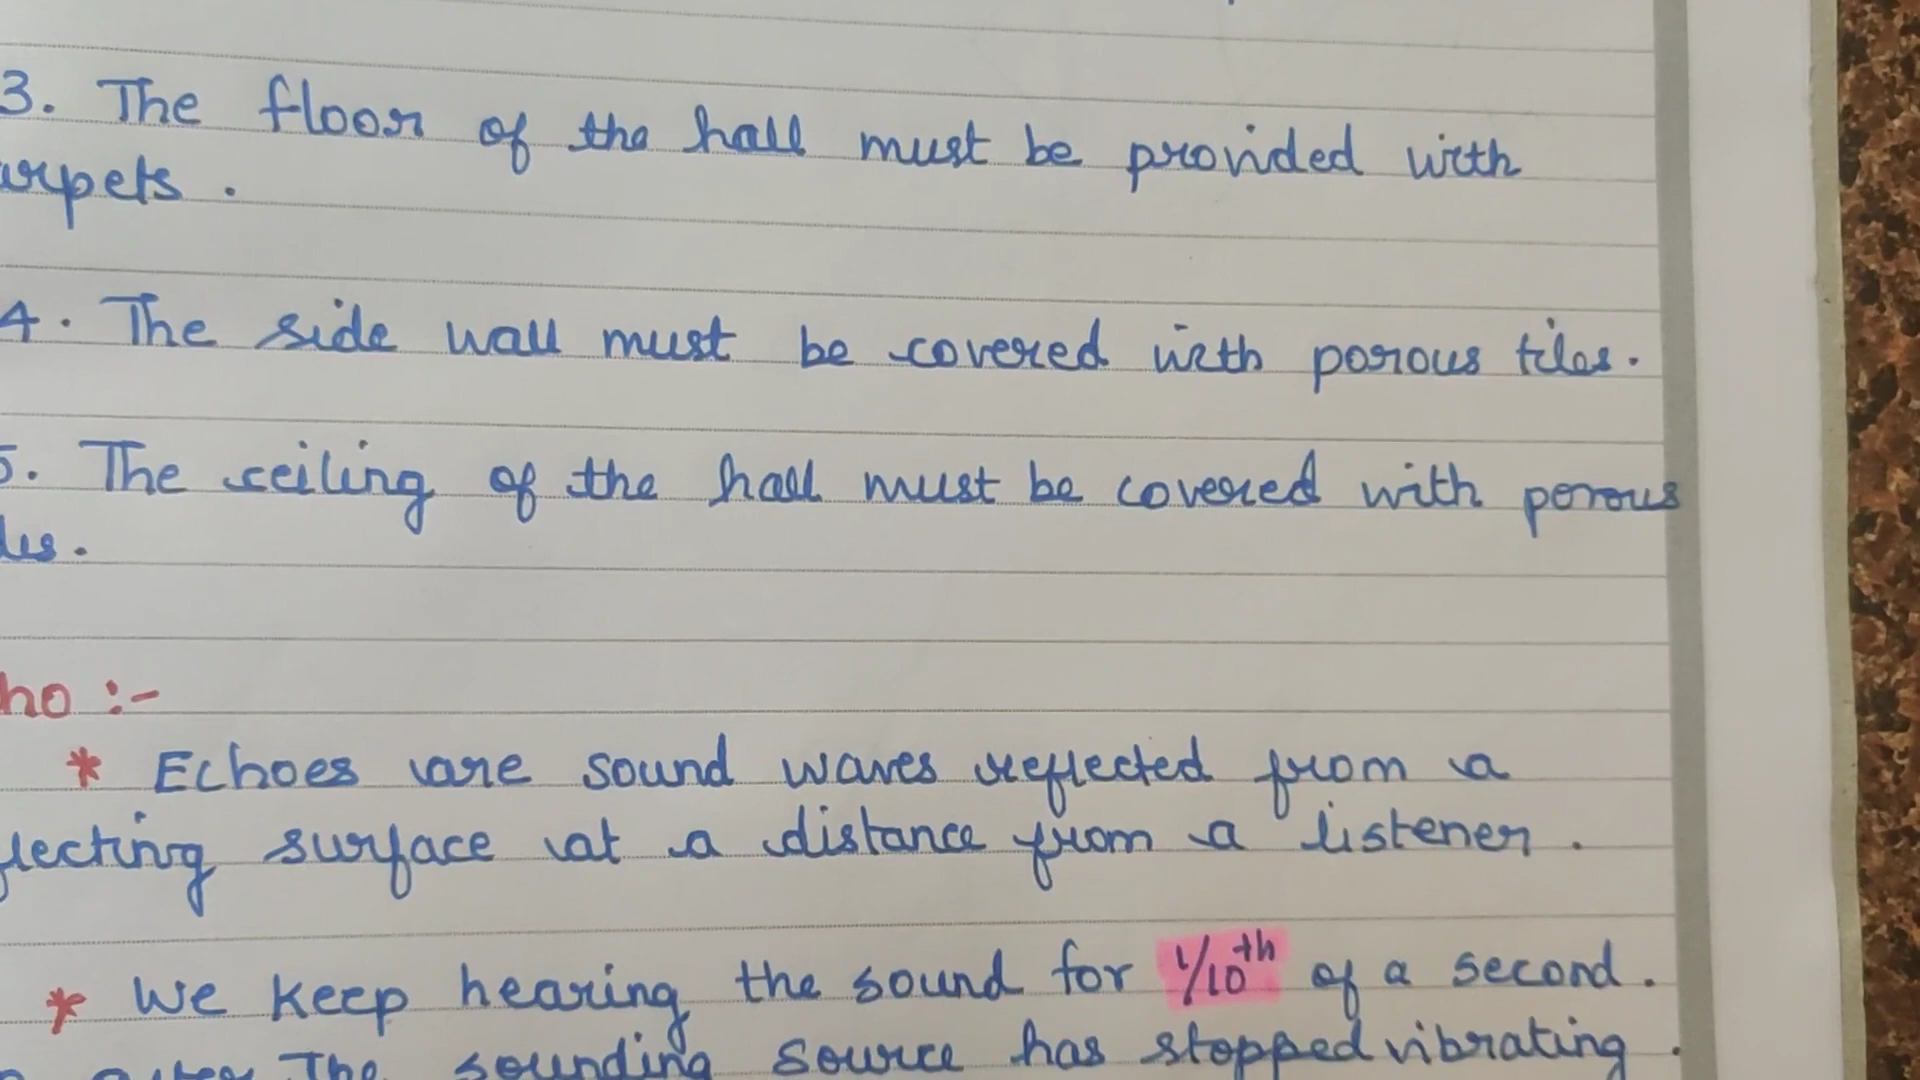 3. The floor of the hall must be provided with
arpets.
4. The side wall must be covered with porous tiles.
5. The ceiling of the hall must be covered with porous
les.
ho :-
* Echoes are sound waves reflected from a
flecting surface at a distance from a listener.
* We keep hearing the sound for 1/10th of a second.
The sounding source has stopped vibrating.